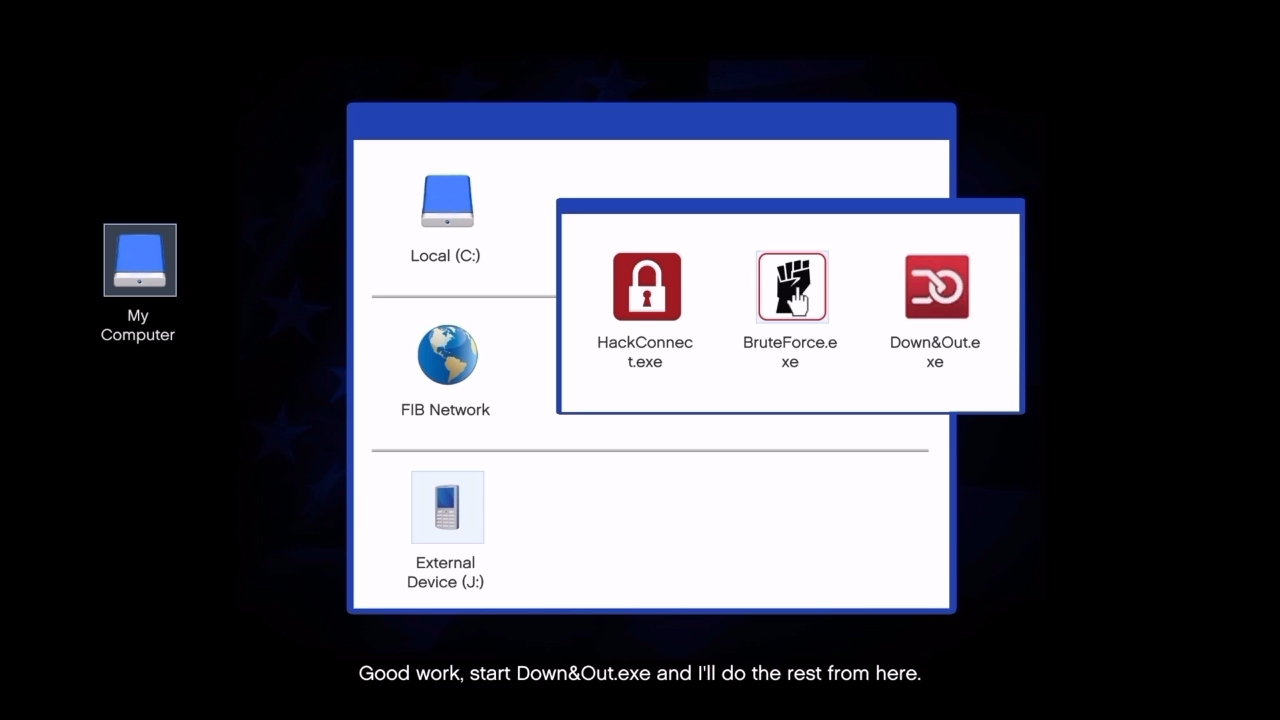 My
Computer
Local (C:)
FIB Network
External
Device (J:)
HackConnec
t.exe
BruteForce.e
xe
Down&Out.e
xe
Good work, start Down&Out.exe and I'll do the rest from here.